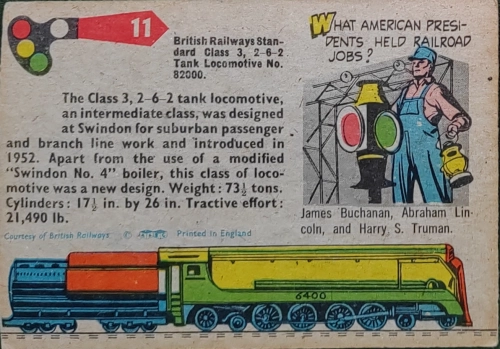 11
British Railways Stan-
dard Class 3, 2-6-2
Tank Locomotive No.
82000.
The Class 3, 2-6-2 tank locomotive,
an intermediate class, was designed
at Swindon for suburban passenger
and branch line work and introduced in
1952. Apart from the use of a modified
"Swindon No. 4" boiler, this class of loco-
motive was a new design. Weight: 73½ tons.
Cylinders: 17½ in. by 26 in. Tractive effort:
21,490 lb.
Courtesy of British Railways © A&BC Printed in England
WHAT AMERICAN PRESI-
DENTS HELD RAILROAD
JOBS?
James Buchanan, Abraham Lin-
coln, and Harry S. Truman.
6400